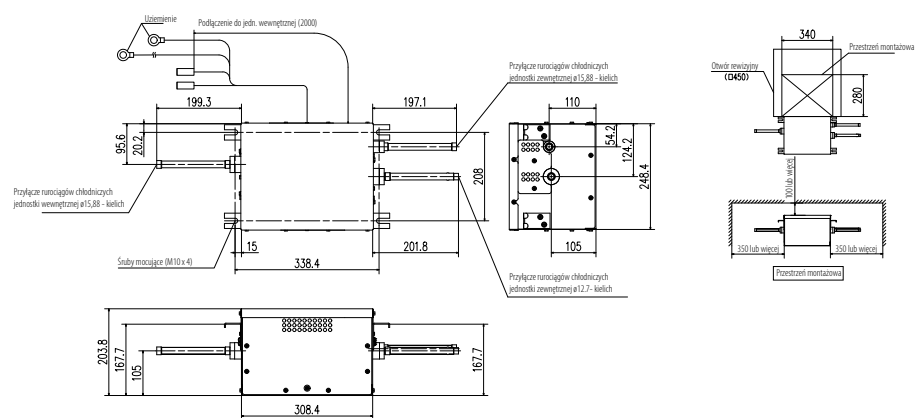 Uziemienie
Podłączenie do jedn. wewnętrznej (2000)
199.3
197.1
95.6
20.2
Przyłącze rurociągów chłodniczych
jednostki zewnętrznej ø15,88 - kielich
Przyłącze rurociągów chłodniczych
jednostki wewnętrznej ø15,88 - kielich
208
15
201.8
338.4
Śruby mocujące (M10 x 4)
Przyłącze rurociągów chłodniczych
jednostki zewnętrznej ø12.7- kielich
110
54.2
124.2
248.4
105
340
Przestrzeń montażowa
Otwór rewizyjny
(□450)
280
100 lub więcej
350 lub więcej
350 lub więcej
Przestrzeń montażowa
203.8
167.7
105
167.7
308.4